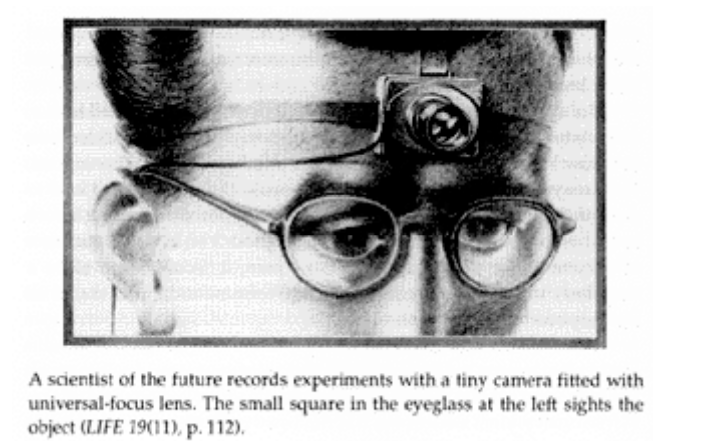 A scientist of the future records experiments with a tiny camera fitted with
universal-focus lens. The small square in the eyeglass at the left sights the
object (LIFE 19(11), p. 112).